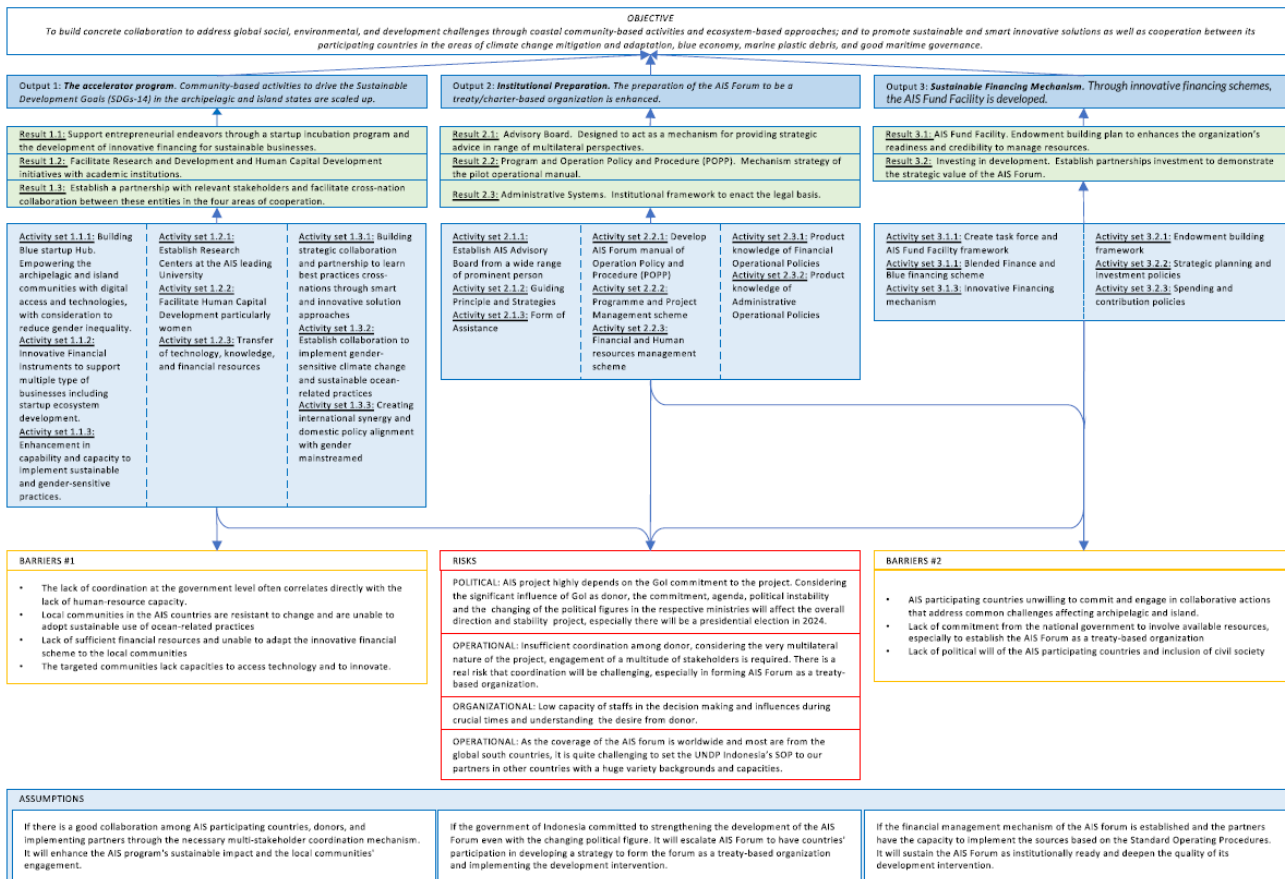 OBJECTIVE
To build concrete collaboration to address global social, environmental, and development challenges through coastal community-based activities and ecosystem-based approaches; and to promote sustainable and smart innovative solutions as well as cooperation between its
participating countries in the areas of climate change mitigation and adaptation, blue economy, marine plastic debris, and good maritime governance.
Output 1: The accelerator program. Community-based activities to drive the Sustainable
Development Goals (SDGs-14) in the archipelagic and island states are scaled up.
Result 1.1: Support entrepreneurial endeavors through a startup incubation program and
the development of innovative financing for sustainable businesses.
Result 1.2: Facilitate Research and Development and Human Capital Development
initiatives with academic institutions.
Result 1.3: Establish a partnership with relevant stakeholders and facilitate cross-nation
collaboration between these entities in the four areas of cooperation.
Activity set 1.1.1: Building
Blue startup Hub.
Empowering the
archipelagic and island
communities with digital
access and technologies,
with consideration to
reduce gender inequality.
Activity set 1.1.2:
Innovative Financial
Instruments to support
multiple type of
businesses including
startup ecosystem
development.
Activity set 1.1.3:
Enhancement in
capability and capacity to
implement sustainable
and gender-sensitive
practices.
Activity set 1.2.1:
Establish Research
Centers at the AIS leading
University
Activity set 1.2.2:
Facilitate Human Capital
Development particularly
women
Activity set 1.2.3: Transfer
of technology, knowledge,
and financial resources
Activity set 1.3.1: Building
strategic collaboration
and partnership to learn
best practices cross-
nations through smart
and innovative solution
approaches
Activity set 1.3.2:
Establish collaboration to
implement gender-
sensitive climate change
and sustainable ocean-
related practices
Activity set 1.3.3: Creating
international synergy and
domestic policy alignment
with gender
mainstreamed
Output 2: Institutional Preparation. The preparation of the AIS Forum to be a
treaty/charter-based organization is enhanced.
Result 2.1: Advisory Board. Designed to act as a mechanism for providing strategic
advice in range of multilateral perspectives.
Result 2.2: Program and Operation Policy and Procedure (POPP). Mechanism strategy of
the pilot operational manual.
Result 2.3: Administrative Systems. Institutional framework to enact the legal basis.
Activity set 2.1.1:
Establish AIS Advisory
Board from a wide range
of prominent person
Activity set 2.1.2: Guiding
Principle and Strategies
Activity set 2.1.3: Form of
Assistance
Activity set 2.2.1: Develop
AIS Forum manual of
Operation Policy and
Procedure (POPP)
Activity set 2.2.2:
Programme and Project
Management scheme
Activity set 2.2.3:
Financial and Human
resources management
scheme
Activity set 2.3.1: Product
knowledge of Financial
Operational Policies
Activity set 2.3.2: Product
knowledge of
Administrative
Operational Policies
Output 3: Sustainable Financing Mechanism. Through innovative financing schemes,
the AIS Fund Facility is developed.
Result 3.1: AIS Fund Facility. Endowment building plan to enhances the organization's
readiness and credibility to manage resources.
Result 3.2: Investing in development. Establish partnerships investment to demonstrate
the strategic value of the AIS Forum.
Activity set 3.1.1: Create task force and
AIS Fund Facility framework
Activity set 3.1.1: Blended Finance and
Blue financing scheme
Activity set 3.1.3: Innovative Financing
mechanism
Activity set 3.2.1: Endowment building
framework
Activity set 3.2.2: Strategic planning and
investment policies
Activity set 3.2.3: Spending and
contribution policies
BARRIERS #1
• The lack of coordination at the government level often correlates directly with the
lack of human-resource capacity.
• Local communities in the AIS countries are resistant to change and are unable to
adopt sustainable use of ocean-related practices
• Lack of sufficient financial resources and unable to adapt the innovative financial
scheme to the local communities
• The targeted communities lack capacities to access technology and to innovate.
RISKS
POLITICAL: AIS project highly depends on the GoI commitment to the project. Considering
the significant influence of GoI as donor, the commitment, agenda, political instability
and the changing of the political figures in the respective ministries will affect the overall
direction and stability project, especially there will be a presidential election in 2024.
OPERATIONAL: Insufficient coordination among donor, considering the very multilateral
nature of the project, engagement of a multitude of stakeholders is required. There is a
real risk that coordination will be challenging, especially in forming AIS Forum as a treaty-
based organization.
ORGANIZATIONAL: Low capacity of staffs in the decision making and influences during
crucial times and understanding the desire from donor.
OPERATIONAL: As the coverage of the AIS forum is worldwide and most are from the
global south countries, It is quite challenging to set the UNDP Indonesia's SOP to our
partners in other countries with a huge variety backgrounds and capacities.
BARRIERS #2
• AIS participating countries unwilling to commit and engage in collaborative actions
that address common challenges affecting archipelagic and island.
• Lack of commitment from the national government to involve available resources,
especially to establish the AIS Forum as a treaty-based organization
• Lack of political will of the AIS participating countries and inclusion of civil society
ASSUMPTIONS
If there is a good collaboration among AIS participating countries, donors, and
implementing partners through the necessary multi-stakeholder coordination mechanism.
It will enhance the AIS program's sustainable impact and the local communities'
engagement.
If the government of Indonesia committed to strengthening the development of the AIS
Forum even with the changing political figure. It will escalate AIS Forum to have countries'
participation in developing a strategy to form the forum as a treaty-based organization
and implementing the development intervention.
If the financial management mechanism of the AIS forum is established and the partners
have the capacity to implement the sources based on the Standard Operating Procedures.
It will sustain the AIS Forum as institutionally ready and deepen the quality of its
development intervention.